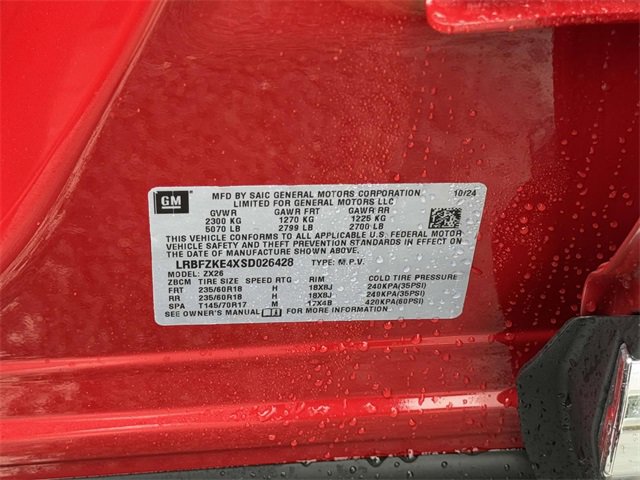 GM MFD BY SAIC GENERAL MOTORS CORPORATION 10/24
LIMITED FOR GENERAL MOTORS LLC
GVWR GAWR FRT GAWR RR
2300 KG 1270 KG 1225 KG
5070 LB 2799 LB 2700 LB
THIS VEHICLE CONFORMS TO ALL APPLICABLE U.S. FEDERAL MOTOR
VEHICLE SAFETY AND THEFT PREVENTION STANDARDS IN EFFECT ON
THE DATE OF MANUFACTURE SHOWN ABOVE.
LRBFZKE4XSD026428 TYPE: M.P.V.
MODEL: ZX26
ZBCM TIRE SIZE SPEED RTG RIM COLD TIRE PRESSURE
FRT 235/60R18 H 18X8J 240KPA(35PSI)
RR 235/60R18 H 18X8J 240KPA(35PSI)
SPA T145/70R17 M 17X4B 420KPA(60PSI)
SEE OWNER'S MANUAL FOR MORE INFORMATION